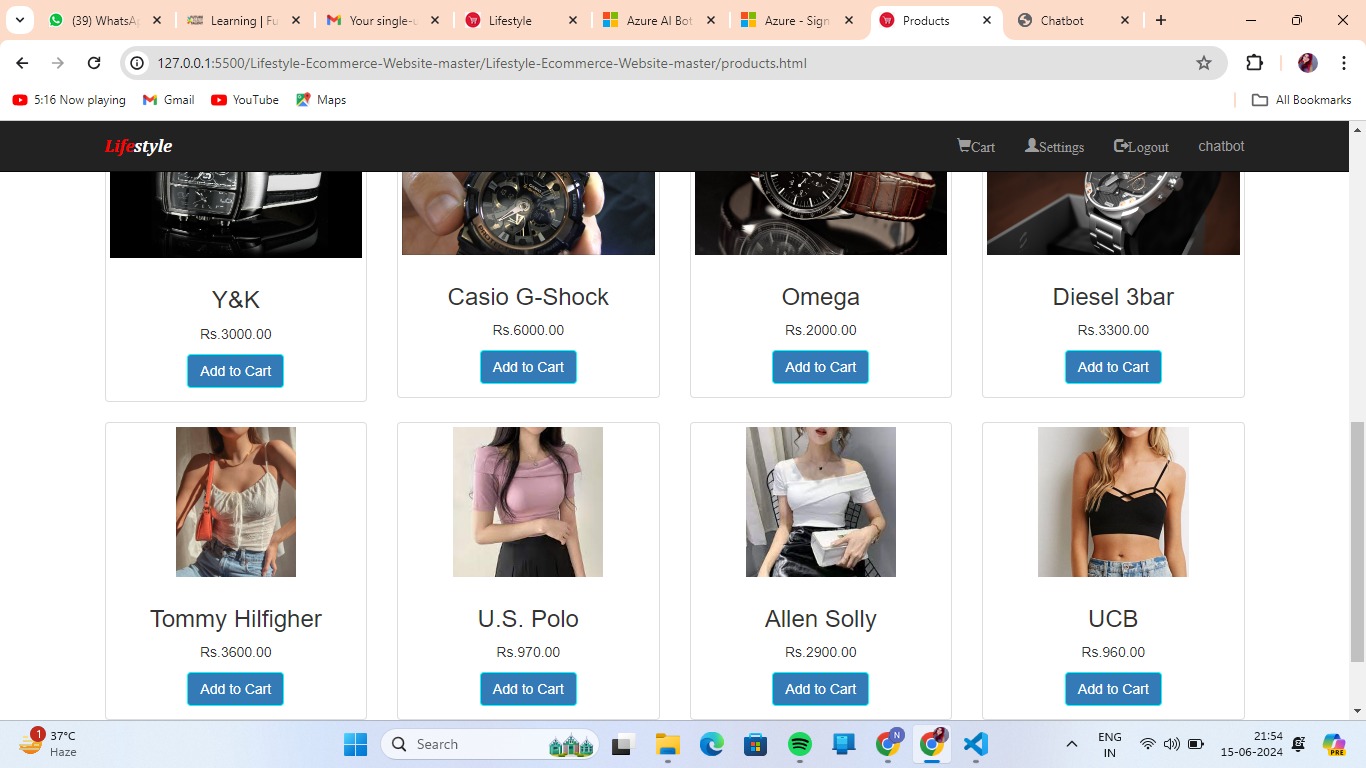 (39) WhatsA
Learning | Fu
Your single-u
Lifestyle
Azure AI Bot
Azure - Sign
Products
Chatbot
127.0.0.1:5500/Lifestyle-Ecommerce-Website-master/Lifestyle-Ecommerce-Website-master/products.html
5:16 Now playing
Gmail
YouTube
Maps
All Bookmarks
Lifestyle
Cart
Settings
Logout
chatbot
Y&K
Casio G-Shock
Omega
Diesel 3bar
Rs.3000.00
Rs.6000.00
Rs.2000.00
Rs.3300.00
Add to Cart
Add to Cart
Add to Cart
Add to Cart
Tommy Hilfigher
U.S. Polo
Allen Solly
UCB
Rs.3600.00
Rs.970.00
Rs.2900.00
Rs.960.00
Add to Cart
Add to Cart
Add to Cart
Add to Cart
1
37°C
Haze
Search
N
ENG
IN
21:54
15-06-2024
PRE